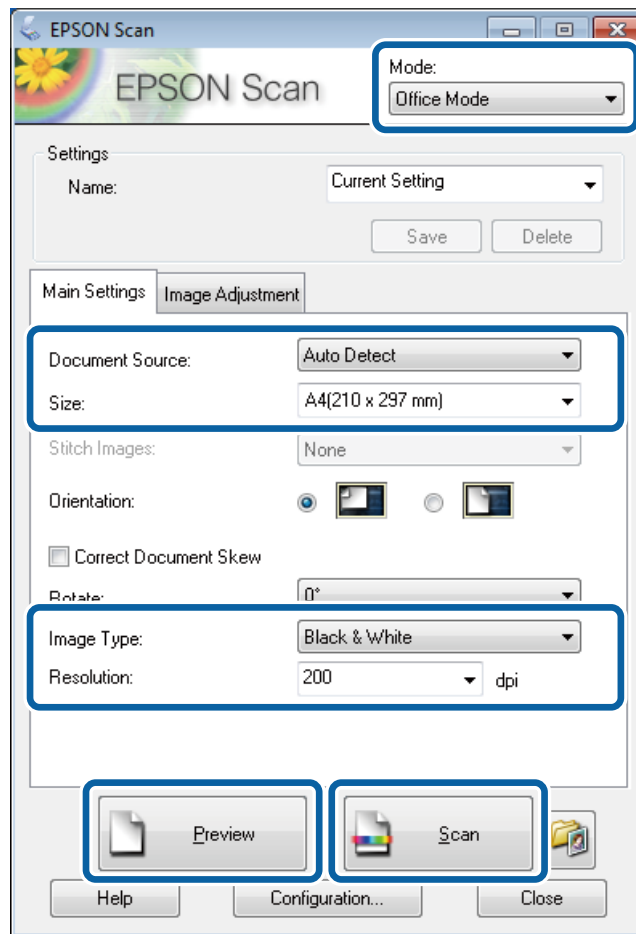 EPSON Scan
EPSON Scan
Mode:
Office Mode
Settings
Name:
Current Setting
Save
Delete
Main Settings
Image Adjustment
Document Source:
Auto Detect
Size:
A4(210 x 297 mm)
Stitch Images:
None
Orientation:
Correct Document Skew
Rotate:
0°
Image Type:
Black & White
Resolution:
200
dpi
Preview
Scan
Help
Configuration...
Close